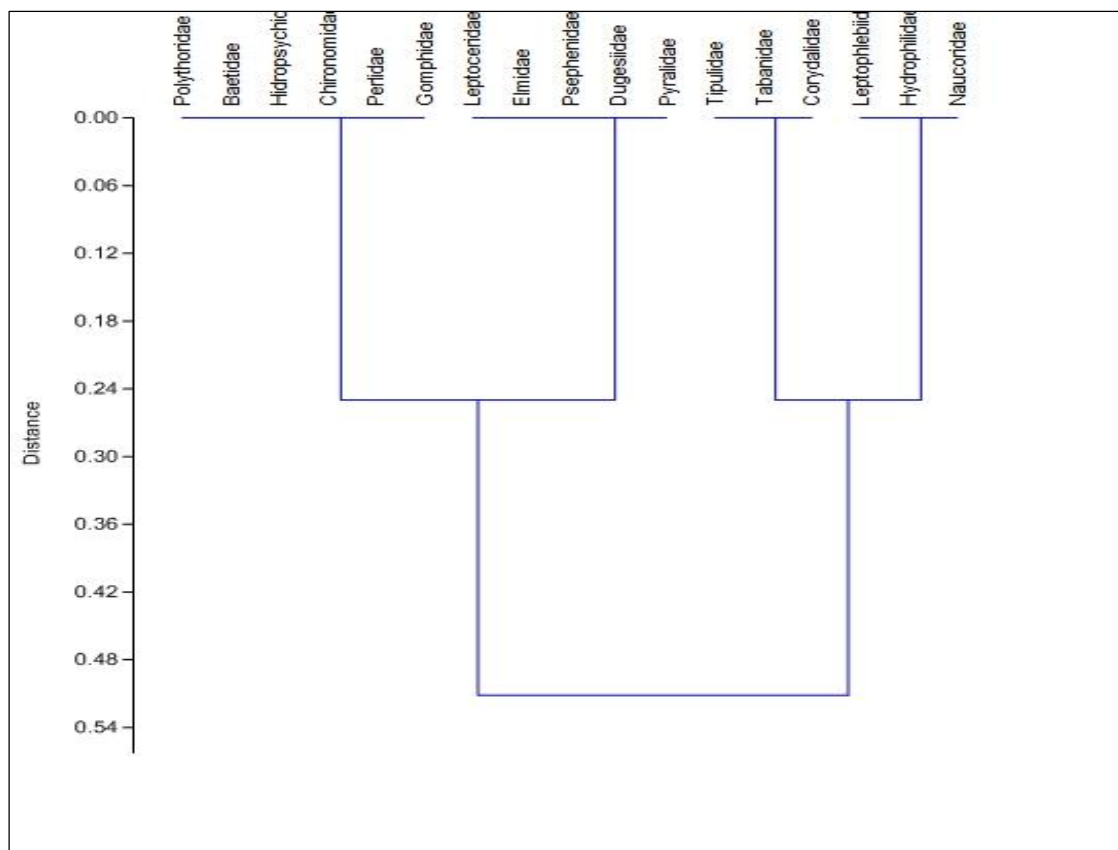 Polythoridae
Baetidae
Hidropsychic
Chironomidae
Perlidae
Gomphidae
Leptoceridae
Elmidae
Psephenidae
Dugesiidae
Pyralidae
Tipulidae
Tabanidae
Corydalidae
Leptophlebiid
Hydrophilidae
Naucoridae
0.00
0.06
0.12
0.18
0.24
0.30
0.36
0.42
0.48
0.54
Distance